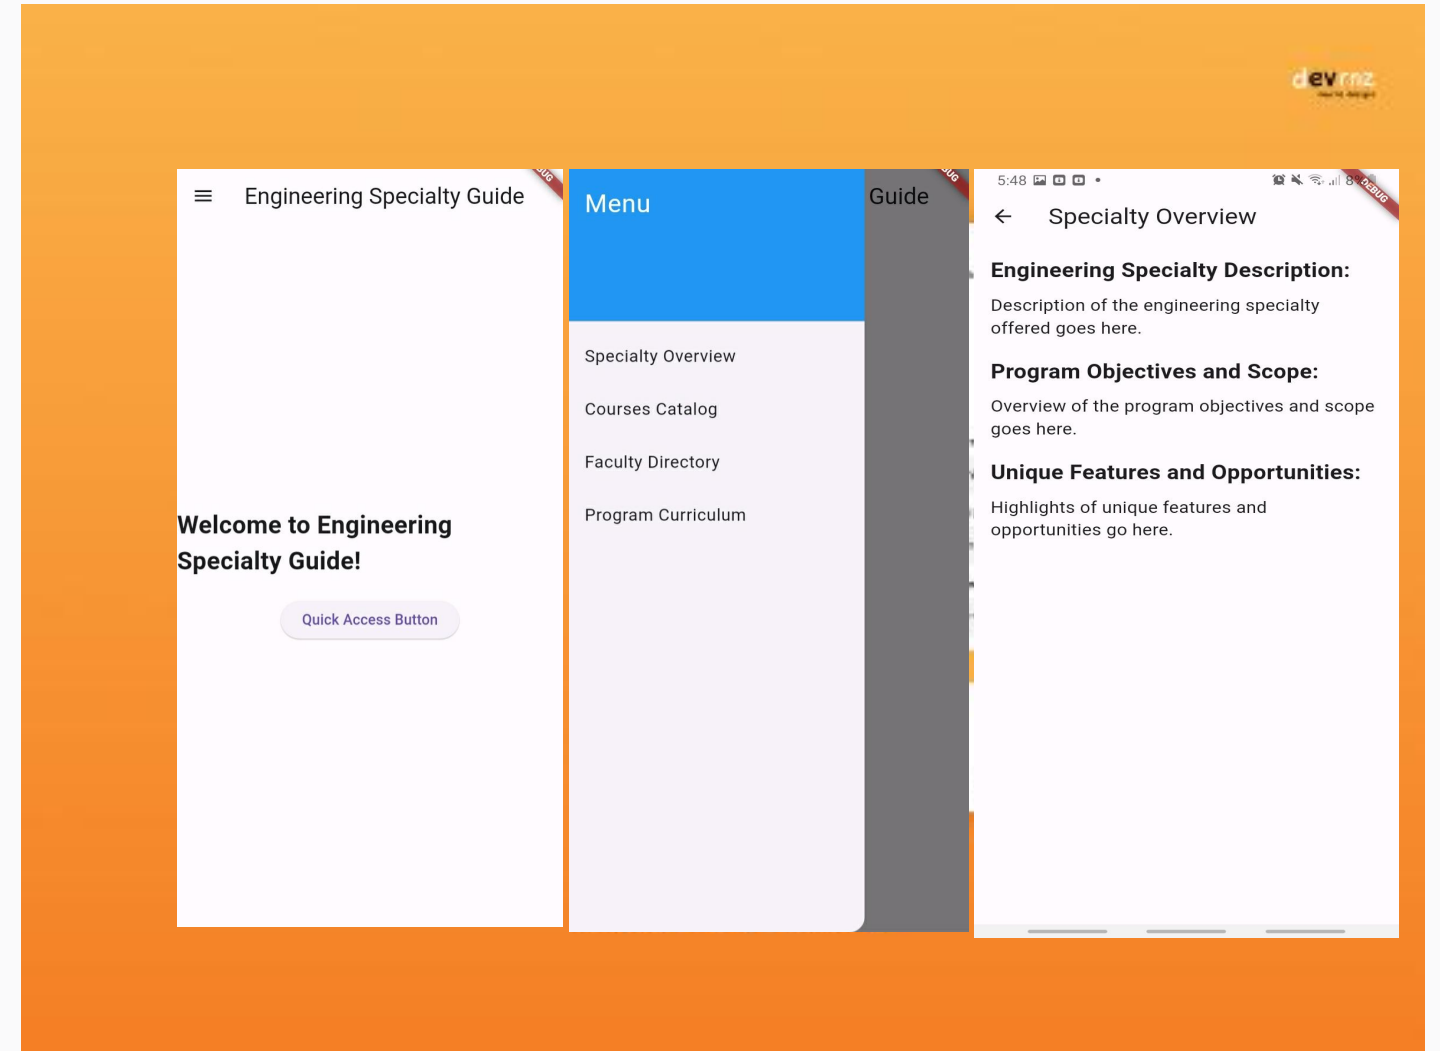 devrnz
Engineering Specialty Guide
Welcome to Engineering
Specialty Guide!
Quick Access Button
Menu
Guide
Specialty Overview
Courses Catalog
Faculty Directory
Program Curriculum
5:48
DEBUG
Specialty Overview
Engineering Specialty Description:
Description of the engineering specialty
offered goes here.
Program Objectives and Scope:
Overview of the program objectives and scope
goes here.
Unique Features and Opportunities:
Highlights of unique features and
opportunities go here.